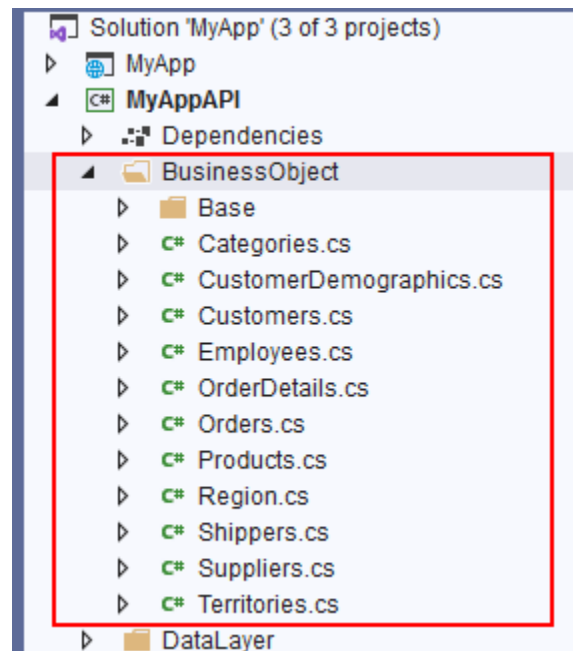 Solution 'MyApp' (3 of 3 projects)
MyApp
C# MyAppAPI
Dependencies
BusinessObject
Base
C# Categories.cs
C# CustomerDemographics.cs
C# Customers.cs
C# Employees.cs
C# OrderDetails.cs
C# Orders.cs
C# Products.cs
C# Region.cs
C# Shippers.cs
C# Suppliers.cs
C# Territories.cs
DataLayer